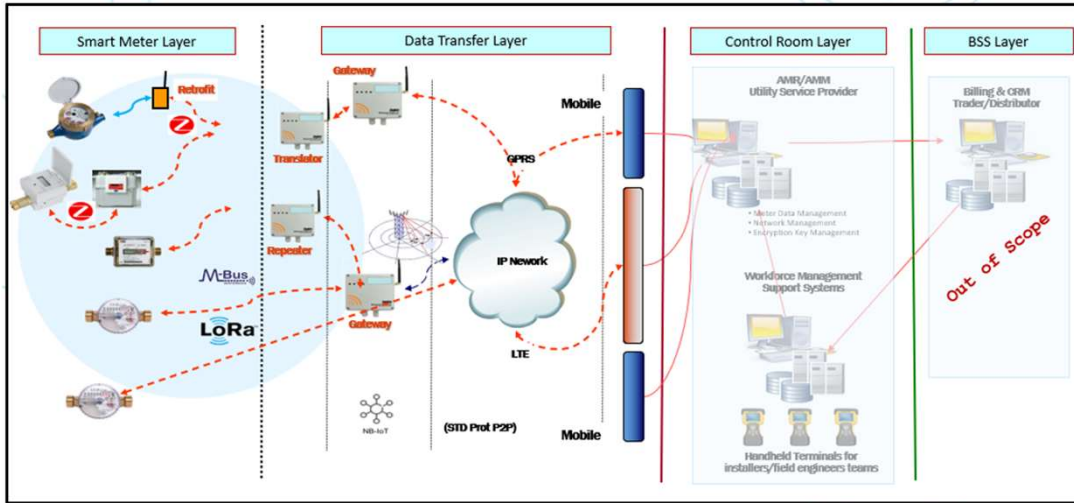 Smart Meter Layer
Data Transfer Layer
Control Room Layer
BSS Layer
Retrofit
Gateway
Translator
Repeater
Gateway
M-Bus
LoRa
NB-IoT
Mobile
GPRS
IP Nework
LTE
(STD Prot P2P)
Mobile
AMR/AMM
Utility Service Provider
• Meter Data Management
• Network Management
• Encryption Key Management
Workforce Management
Support Systems
Handheld Terminals for
installers/field engineers teams
Billing & CRM
Trader/Distributor
Out of Scope